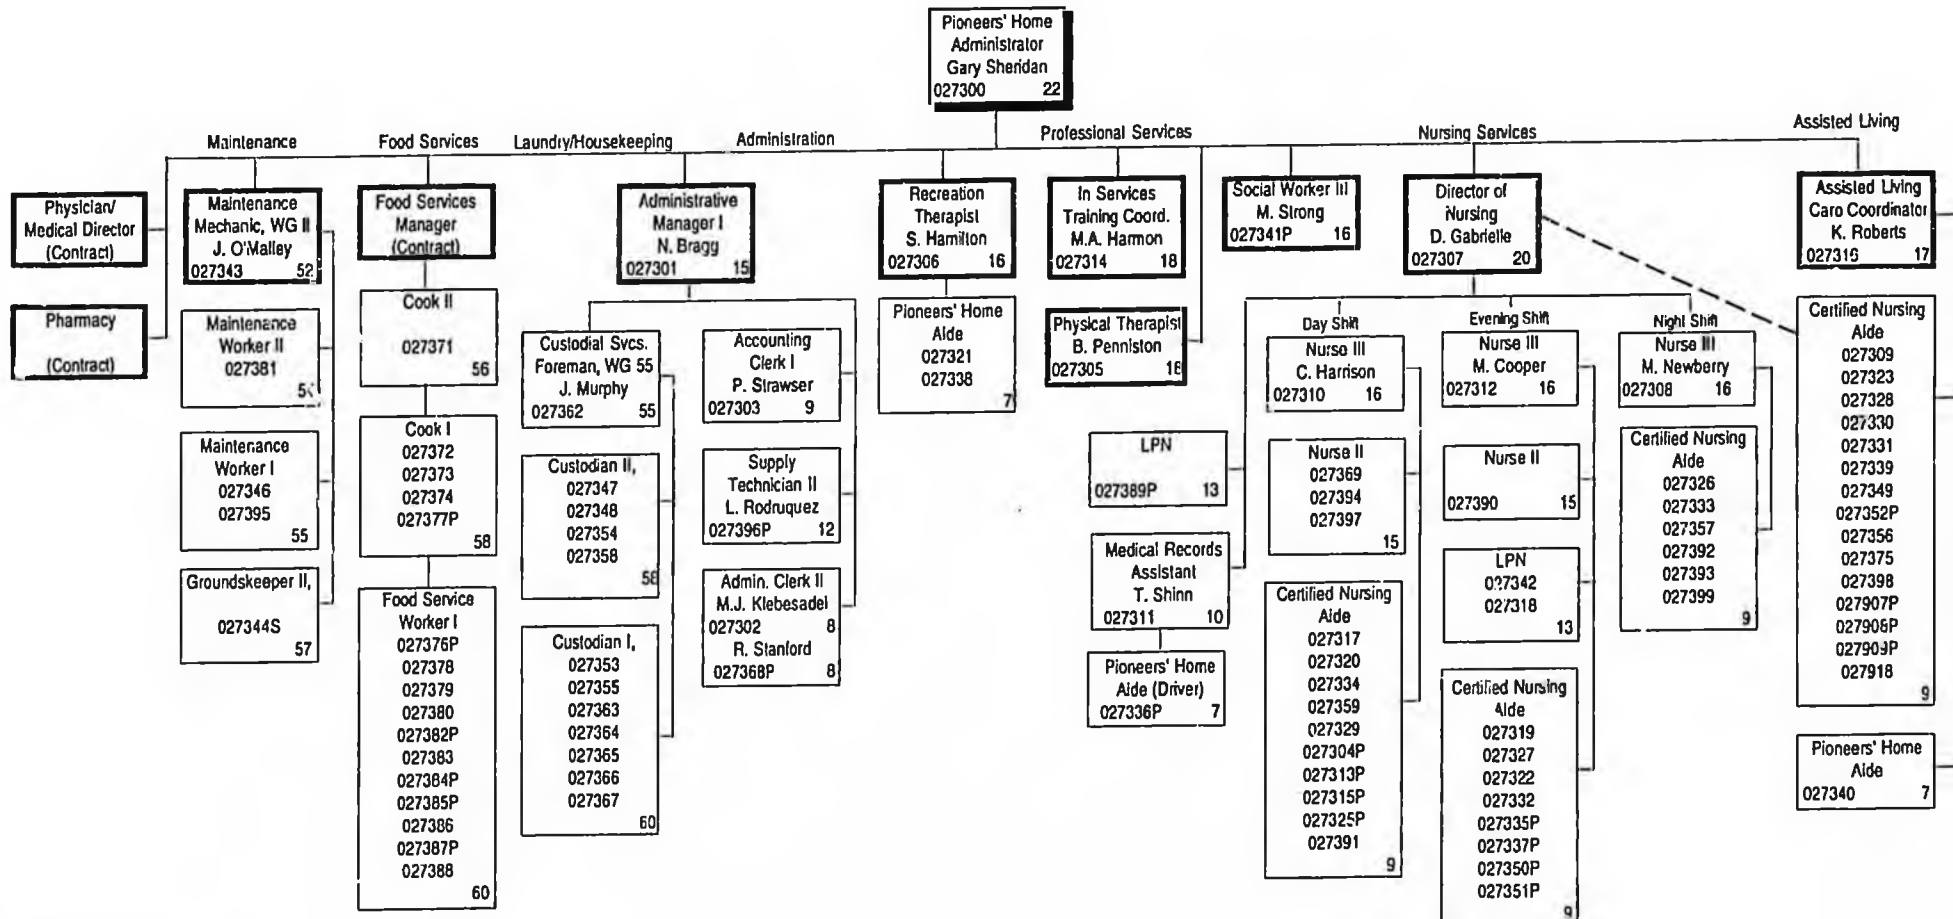 Pioneers' Home
Administrator
Gary Sheridan
027300 22
Maintenance
Food Services
Laundry/Housekeeping
Administration
Professional Services
Nursing Services
Assisted Living
Physician/
Medical Director
(Contract)
Pharmacy
(Contract)
Maintenance
Mechanic, WG II
J. O'Malley
027343 52
Maintenance
Worker II
027381
Maintenance
Worker I
027346
027395
55
Groundskeeper II,
027344S
57
Food Services
Manager
(Contract)
Cook II
027371
56
Cook I
027372
027373
027374
027377P
58
Food Service
Worker I
027376P
027378
027379
027380
027382P
027383
027384P
027385P
027386
027387P
027388
60
Administrative
Manager I
N. Bragg
027301 15
Custodial Svcs.
Foreman, WG 55
J. Murphy
027362 55
Custodian II,
027347
027348
027354
027358
58
Custodian I,
027353
027355
027363
027364
027365
027366
027367
60
Accounting
Clerk I
P. Strawser
027303 9
Supply
Technician II
L. Rodruquez
027396P 12
Admin. Clerk II
M.J. Klebesadel
027302 8
R. Stanford
027368P 8
Recreation
Therapist
S. Hamilton
027306 16
Pioneers' Home
Aide
027321
027338
7
In Services
Training Coord.
M.A. Harmon
027314 18
Physical Therapist
B. Penniston
027305 18
Social Worker III
M. Strong
027341P 16
Director of
Nursing
D. Gabrielle
027307 20
LPN
027389P 13
Medical Records
Assistant
T. Shinn
027311 10
Pioneers' Home
Aide (Driver)
027336P 7
Day Shift
Nurse III
C. Harrison
027310 16
Nurse II
027369
027394
027397
15
Certified Nursing
Aide
027317
027320
027334
027359
027329
027304P
027313P
027315P
027325P
027391
9
Evening Shift
Nurse III
M. Cooper
027312 16
Nurse II
027390 15
LPN
027342
027318
13
Certified Nursing
Aide
027319
027327
027322
027332
027335P
027337P
027350P
027351P
9
Night Shift
Nurse III
M. Newberry
027308 16
Certified Nursing
Aide
027326
027333
027357
027392
027393
027399
9
Assisted Living
Care Coordinator
K. Roberts
027316 17
Certified Nursing
Aide
027309
027323
027328
027330
027331
027339
027349
027352P
027356
027375
027398
027907P
027908P
027909P
027918
9
Pioneers' Home
Aide
027340 7